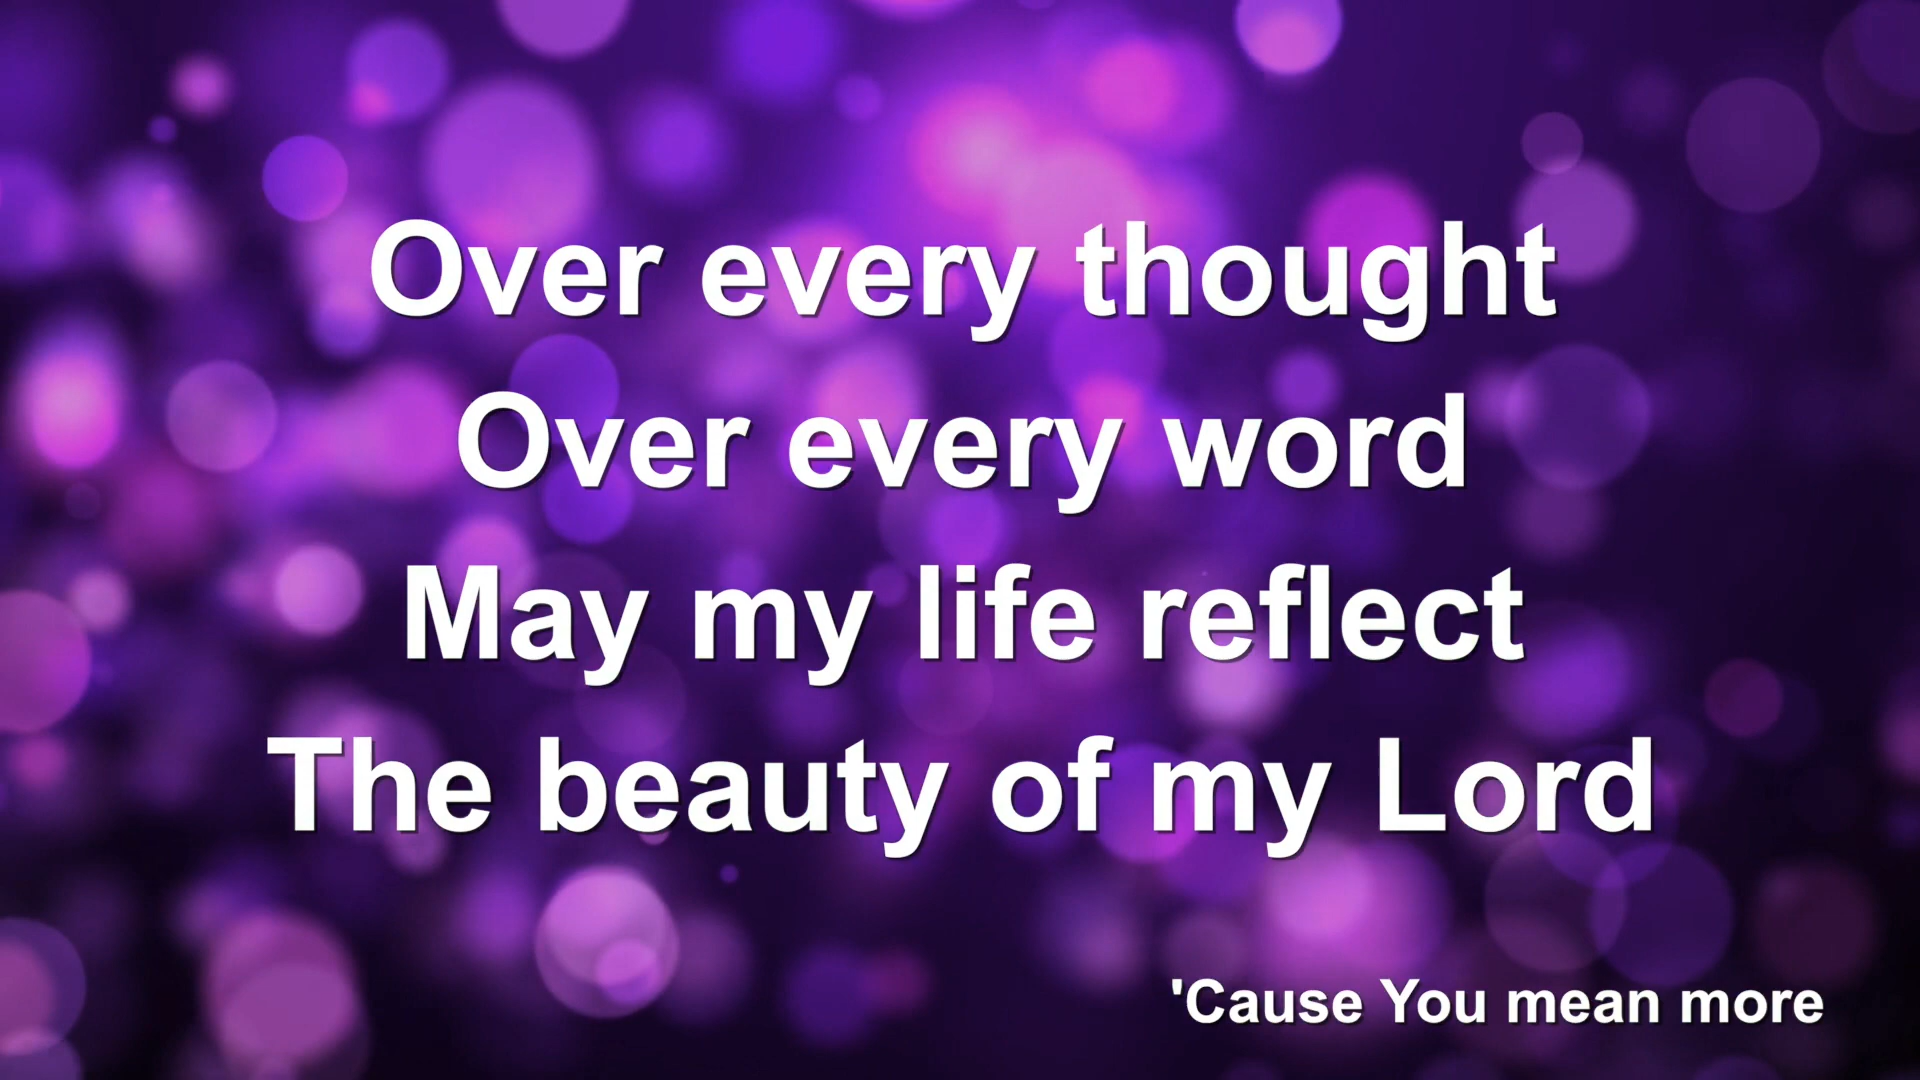 Over every thought
Over every word
May my life reflect
The beauty of my Lord
'Cause You mean more